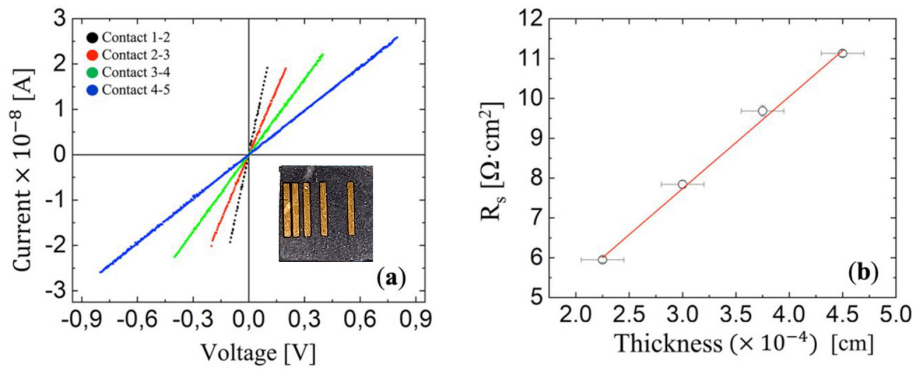 Contact 1-2
Contact 2-3
Contact 3-4
Contact 4-5
Current × 10⁻⁸ [A]
3
2
1
0
-1
-2
-3
-0,9 -0,6 -0,3 0,0 0,3 0,6 0,9
Voltage [V]
(a)
Rₛ [Ω·cm²]
12
11
10
9
8
7
6
5
2.0 2.5 3.0 3.5 4.0 4.5 5.0
Thickness (× 10⁻⁴) [cm]
(b)